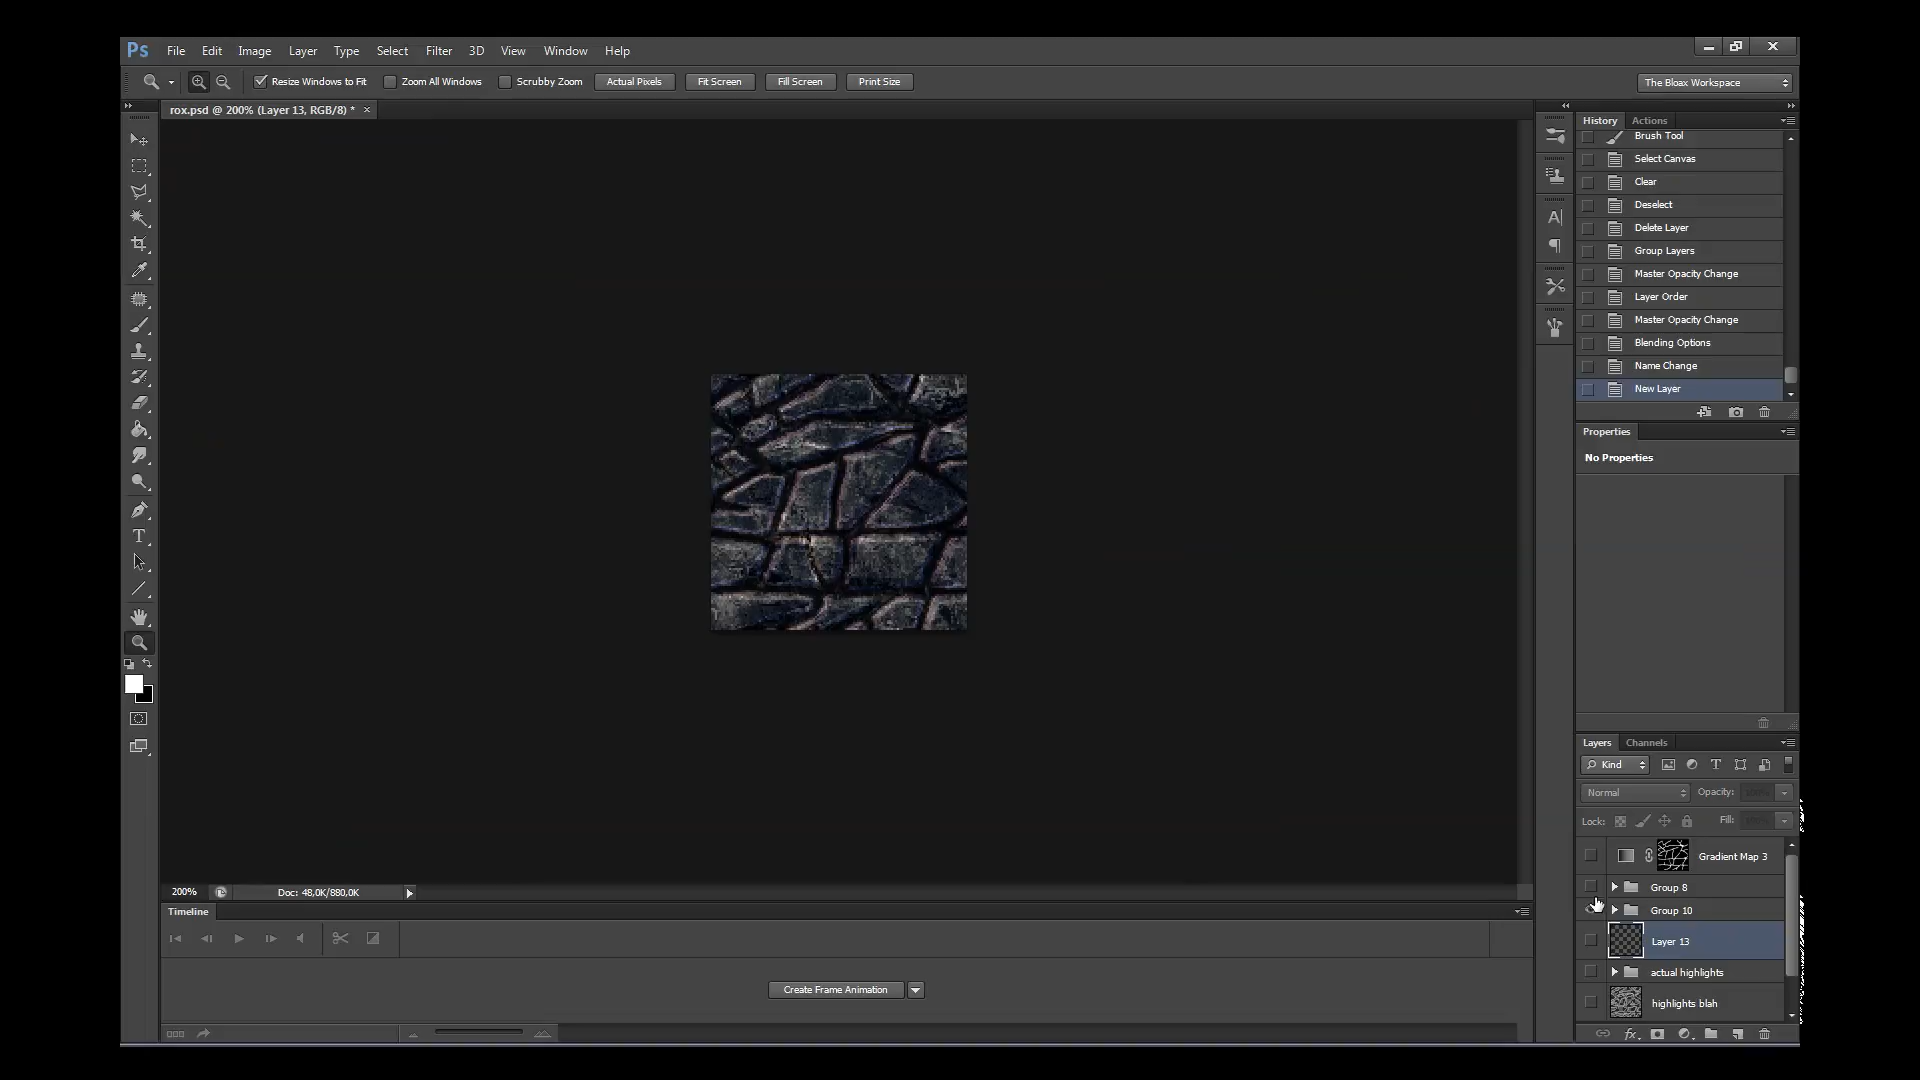 Ps File Edit Image Layer Type Select Filter 3D View Window Help
Resize Windows to Fit Zoom All Windows Scrubby Zoom Actual Pixels Fit Screen Fill Screen Print Size The Bloax Workspace
rox.psd @ 200% (Layer 13, RGB/8) *
History Actions
Brush Tool
Select Canvas
Clear
Deselect
Delete Layer
Group Layers
Master Opacity Change
Layer Order
Master Opacity Change
Blending Options
Name Change
New Layer
Properties
No Properties
Layers Channels
Kind
Normal Opacity:
Lock: Fill:
Gradient Map 3
Group 8
Group 10
Layer 13
actual highlights
highlights blah
200% Doc: 48,0K/880,0K
Timeline
Create Frame Animation